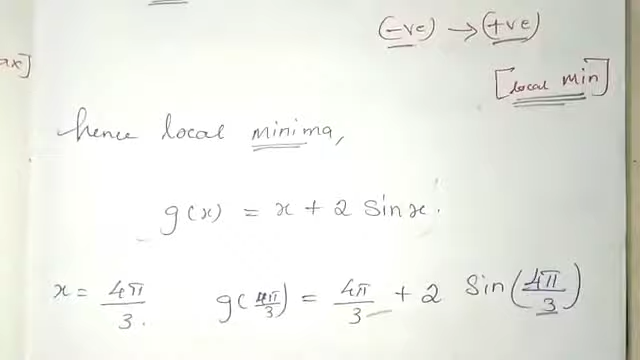 (-ve) → (+ve)
[local min]
hence local minima,
g(x) = x + 2 sin x.
x = 4π/3. g(4π/3) = 4π/3 + 2 sin(4π/3)